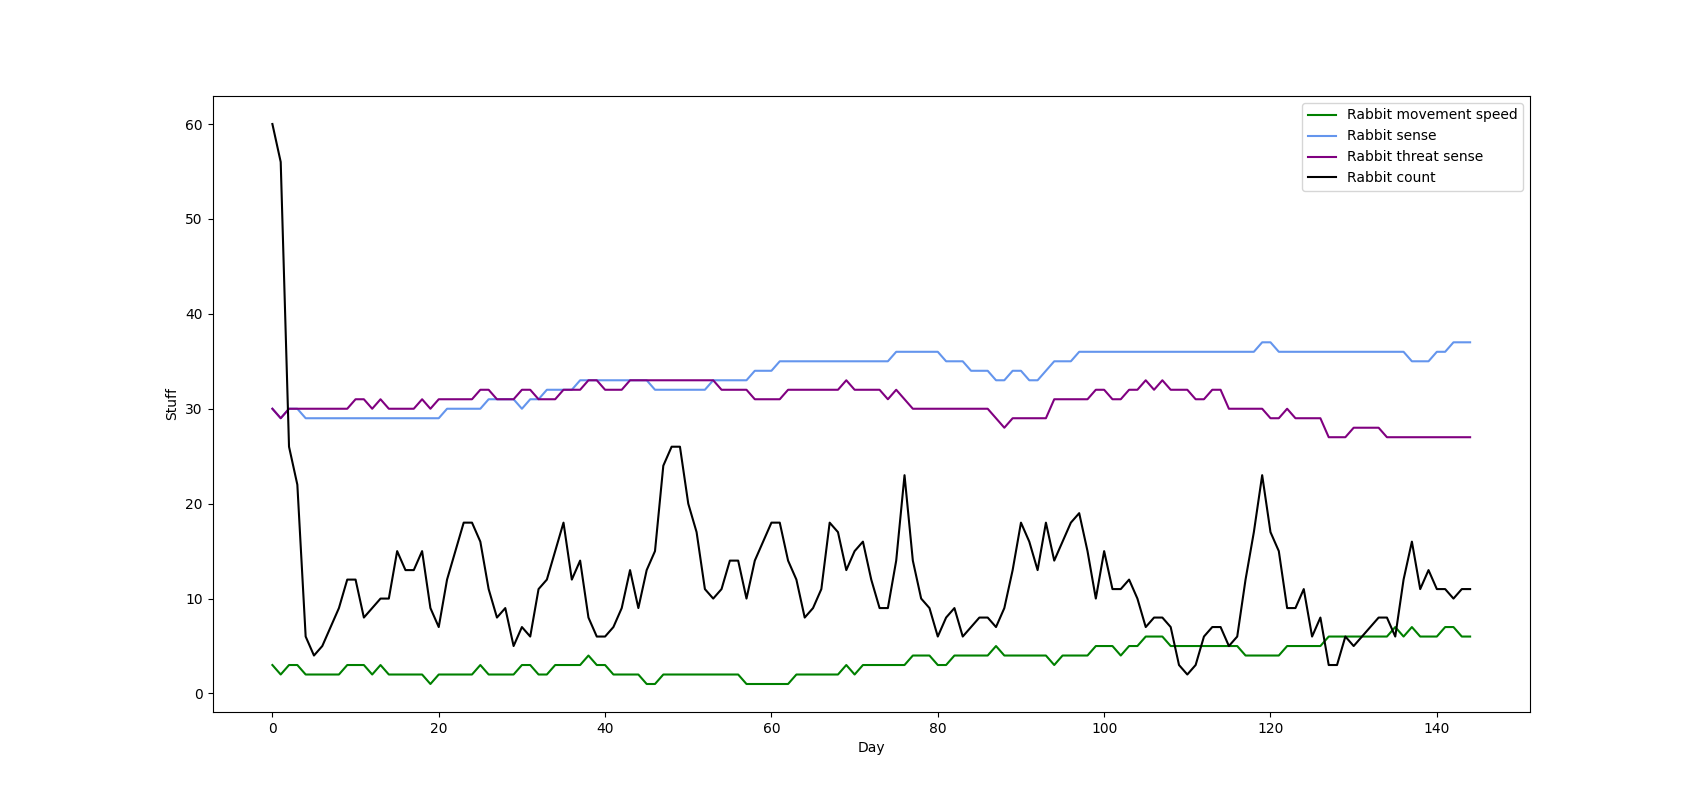 Rabbit movement speed
Rabbit sense
Rabbit threat sense
Rabbit count
60
50
40
30
20
10
0
Stuff
0 20 40 60 80 100 120 140
Day